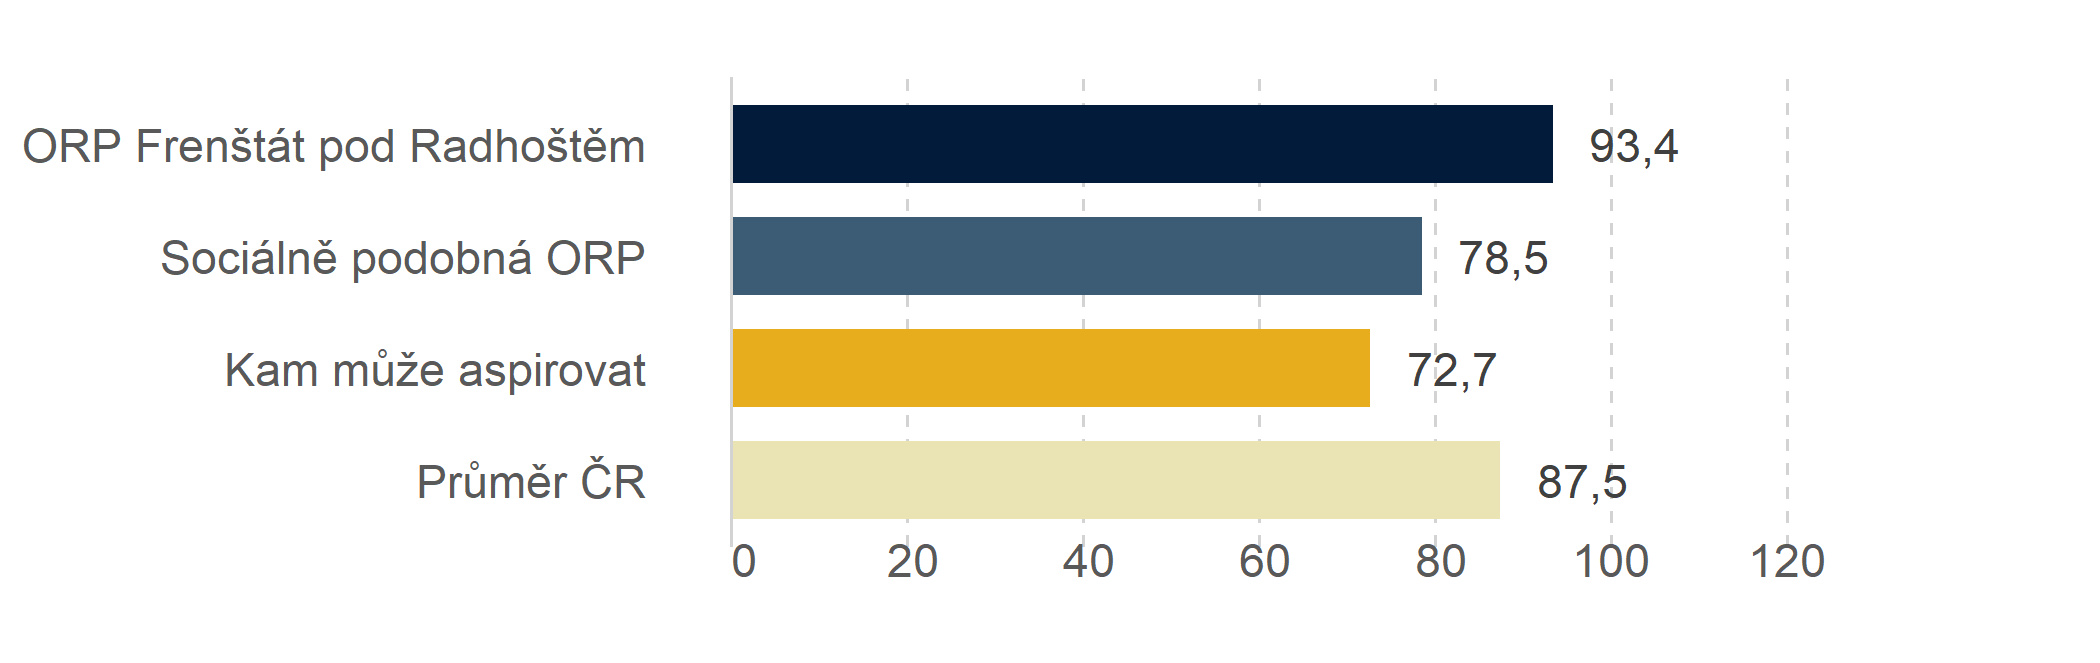 ORP Frenštát pod Radhoštěm
93,4
Sociálně podobná ORP
78,5
Kam může aspirovat
72,7
Průměr ČR
87,5
0 20 40 60 80 100 120